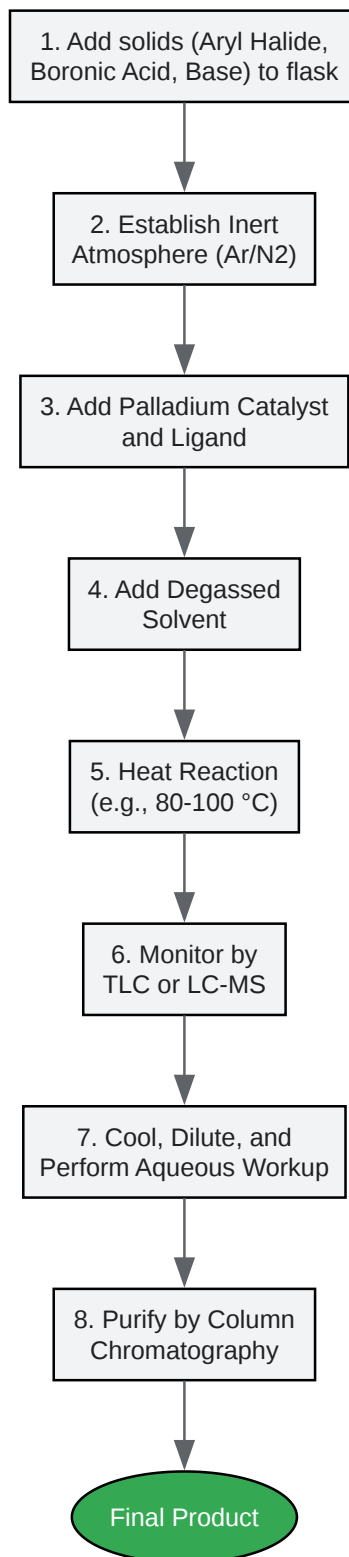 1. Add solids (Aryl Halide,
Boronic Acid, Base) to flask
2. Establish Inert
Atmosphere (Ar/N2)
3. Add Palladium Catalyst
and Ligand
4. Add Degassed
Solvent
5. Heat Reaction
(e.g., 80-100 °C)
6. Monitor by
TLC or LC-MS
7. Cool, Dilute, and
Perform Aqueous Workup
8. Purify by Column
Chromatography
Final Product